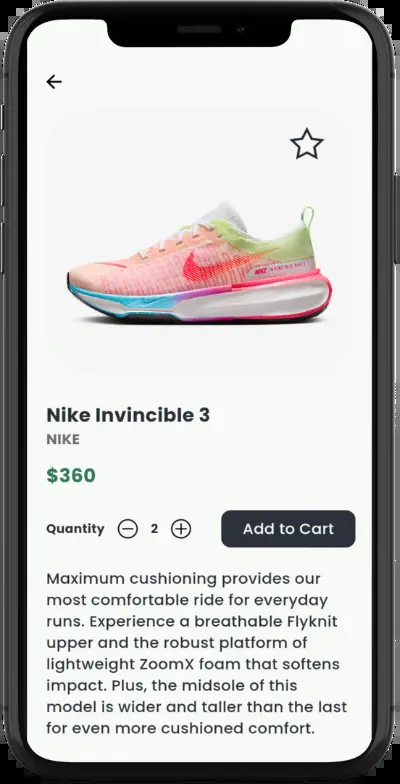 Nike Invincible 3
NIKE
$360
Quantity 2 Add to Cart
Maximum cushioning provides our
most comfortable ride for everyday
runs. Experience a breathable Flyknit
upper and the robust platform of
lightweight ZoomX foam that softens
impact. Plus, the midsole of this
model is wider and taller than the last
for even more cushioned comfort.